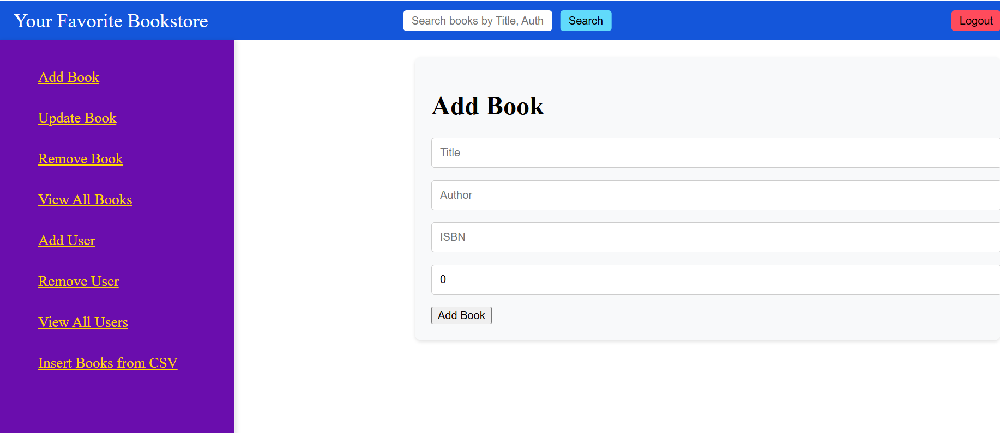 Your Favorite Bookstore
Search books by Title, Auth
Search
Logout
Add Book
Update Book
Remove Book
View All Books
Add User
Remove User
View All Users
Insert Books from CSV
Add Book
Title
Author
ISBN
0
Add Book